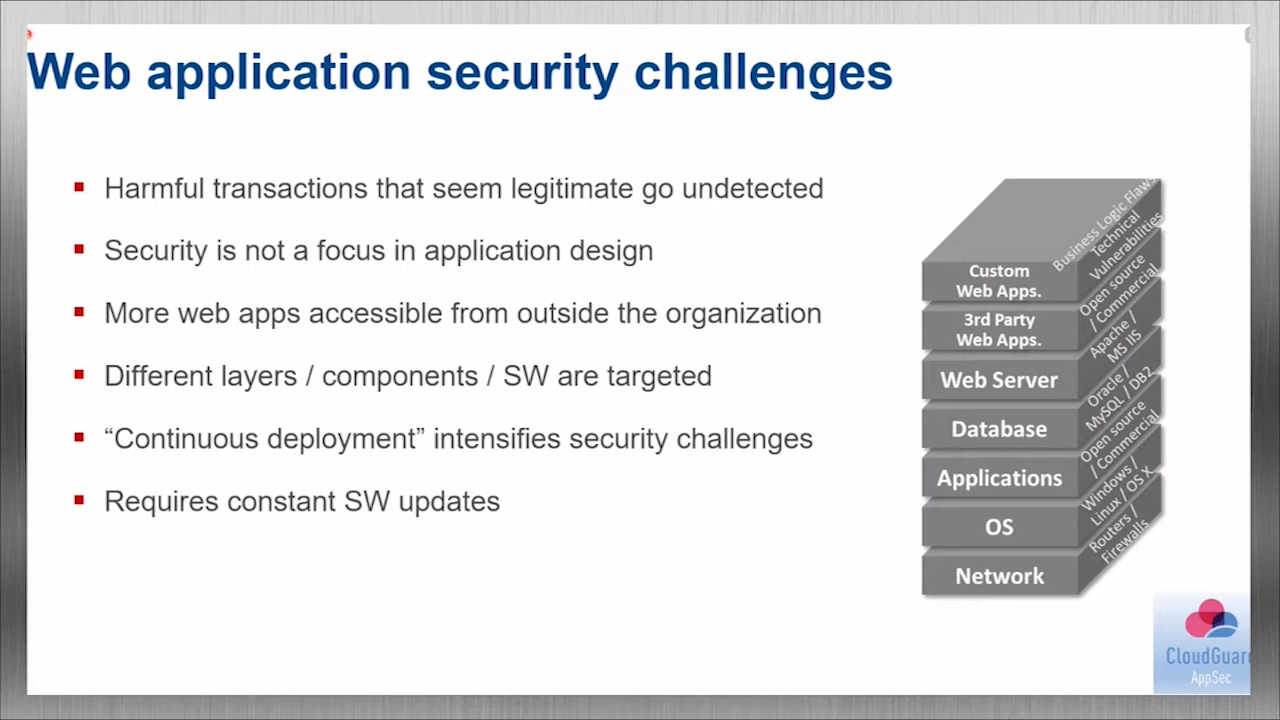 Web application security challenges
Harmful transactions that seem legitimate go undetected
Security is not a focus in application design
More web apps accessible from outside the organization
Different layers / components / SW are targeted
“Continuous deployment” intensifies security challenges
Requires constant SW updates
Custom
Web Apps.
Business Logic Flaws
Technical
Vulnerabilities
3rd Party
Web Apps.
Open source
/ Commercial
Web Server
Apache /
MS IIS
Database
Oracle /
MySQL / DB2
Applications
Open source
/ Commercial
OS
Windows /
Linux / OS X
Network
Routers /
Firewalls
CloudGuard
AppSec